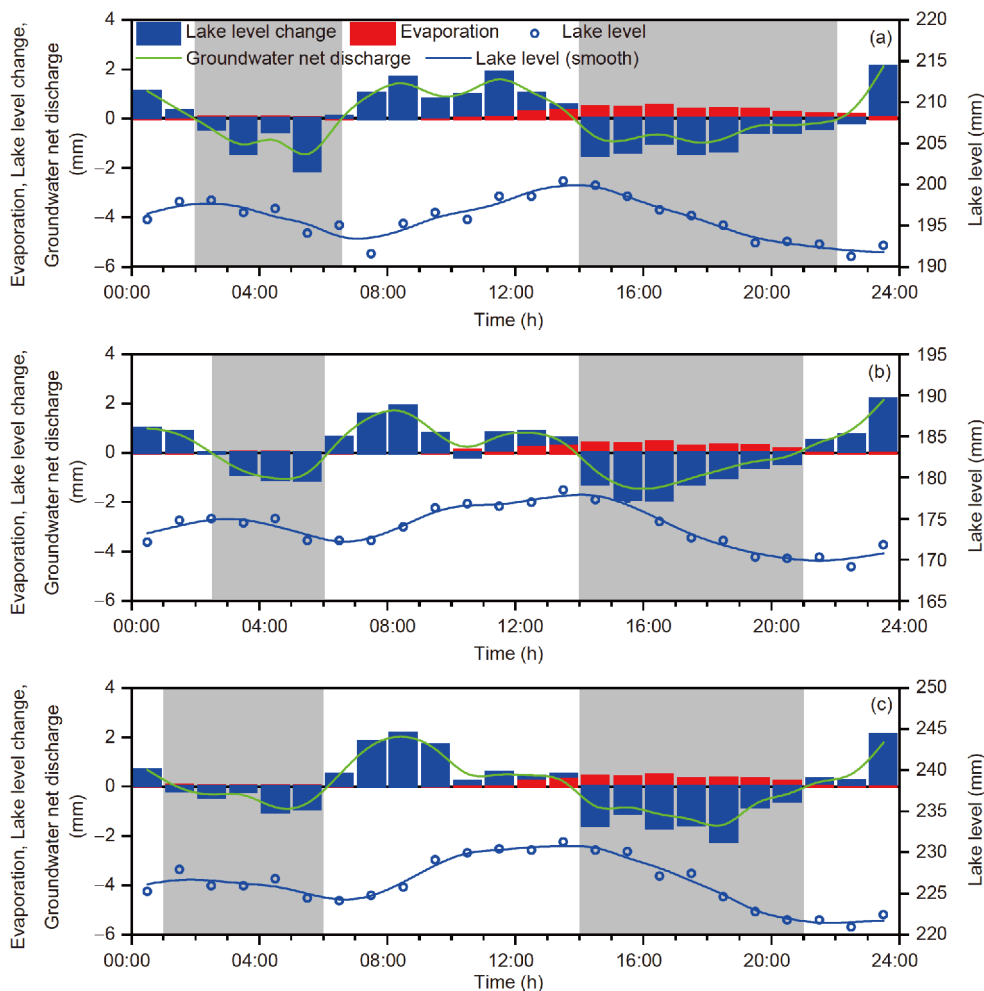 4
2
0
−2
−4
−6
Evaporation, Lake level change,
Groundwater net discharge
(mm)
Lake level change
Evaporation
Lake level
Groundwater net discharge
Lake level (smooth)
(a)
220
215
210
205
200
195
190
Lake level (mm)
00:00 04:00 08:00 12:00 16:00 20:00 24:00
Time (h)
4
2
0
−2
−4
−6
Evaporation, Lake level change,
Groundwater net discharge
(mm)
(b)
195
190
185
180
175
170
165
Lake level (mm)
00:00 04:00 08:00 12:00 16:00 20:00 24:00
Time (h)
4
2
0
−2
−4
−6
Evaporation, Lake level change,
Groundwater net discharge
(mm)
(c)
250
245
240
235
230
225
220
Lake level (mm)
00:00 04:00 08:00 12:00 16:00 20:00 24:00
Time (h)